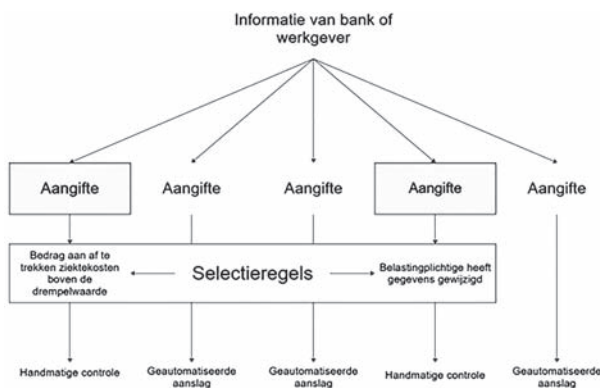 Informatie van bank of
werkgever
Aangifte
Aangifte
Aangifte
Aangifte
Aangifte
Bedrag aan af te
trekken ziektekosten
boven de
drempelwaarde
Selectieregels
Belastingplichtige heeft
gegevens gewijzigd
Handmatige controle
Geautomatiseerde
aanslag
Geautomatiseerde
aanslag
Handmatige controle
Geautomatiseerde
aanslag